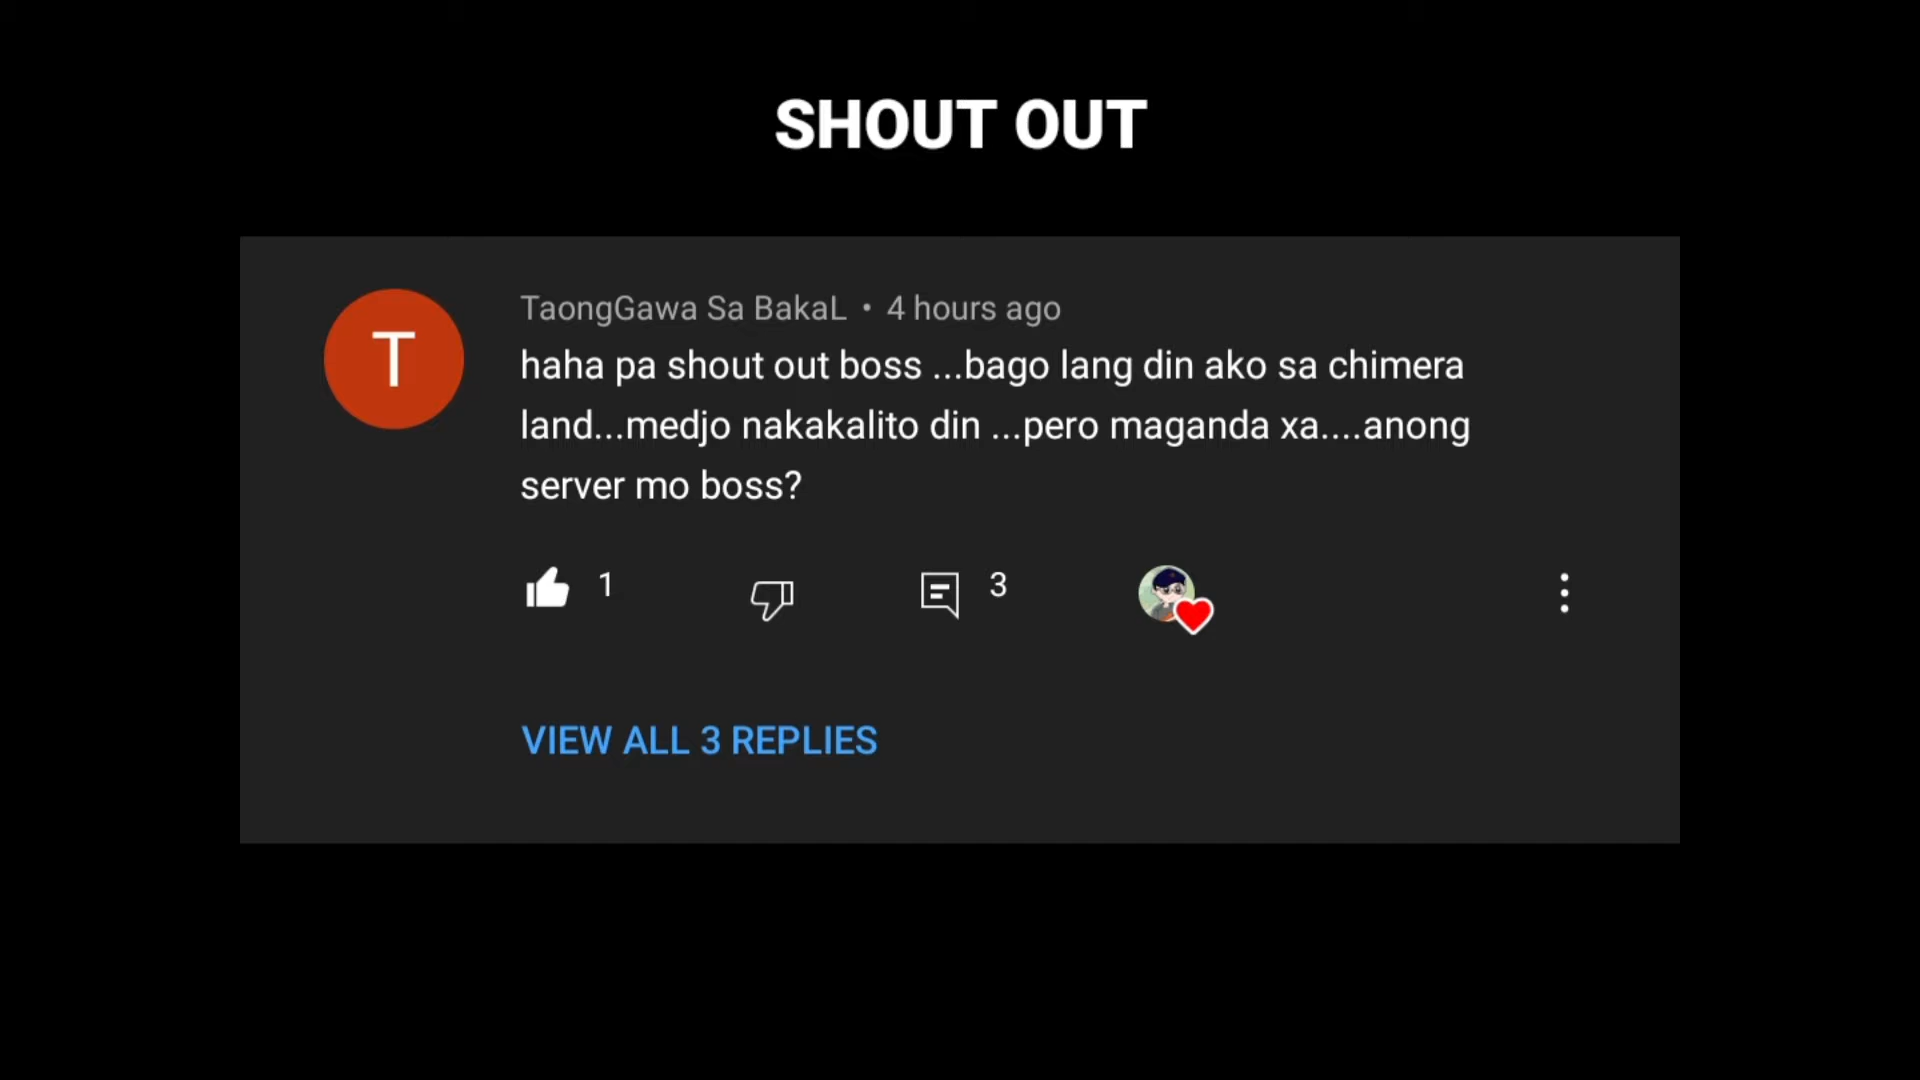 SHOUT OUT
T
TaongGawa Sa BakaL • 4 hours ago
haha pa shout out boss ...bago lang din ako sa chimera
land...medjo nakakalito din ...pero maganda xa....anong
server mo boss?
1 3
VIEW ALL 3 REPLIES